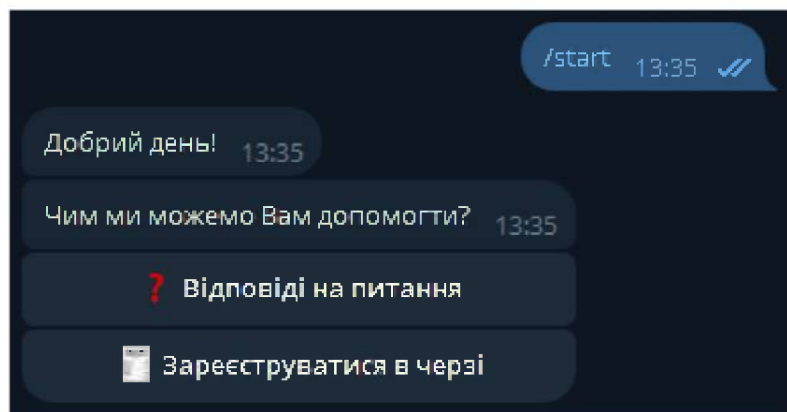 /start 13:35
Добрий день! 13:35
Чим ми можемо Вам допомогти? 13:35
❓ Відповіді на питання
Зареєструватися в черзі